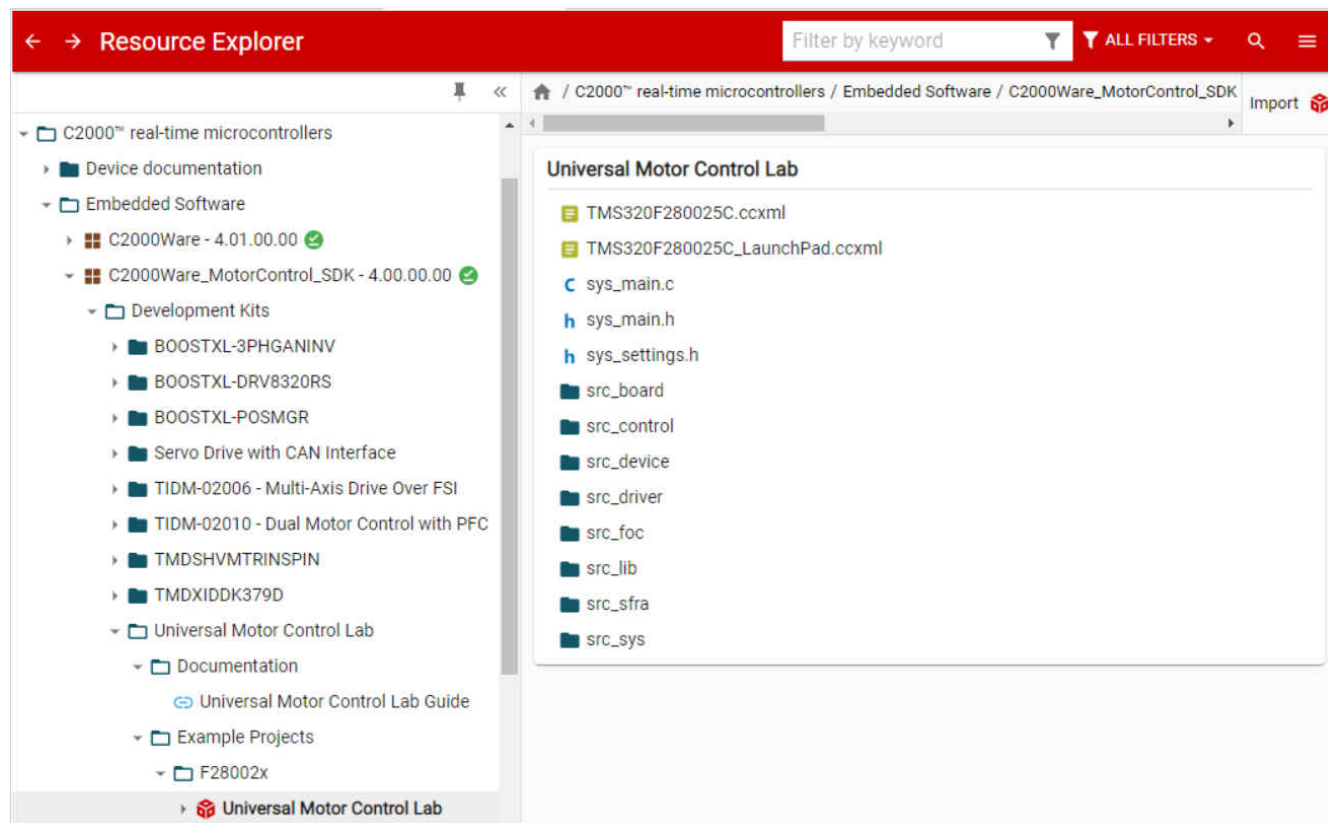 Resource Explorer
Filter by keyword
ALL FILTERS
/ C2000™ real-time microcontrollers / Embedded Software / C2000Ware_MotorControl_SDK
Import
C2000™ real-time microcontrollers
Device documentation
Embedded Software
C2000Ware - 4.01.00.00
C2000Ware_MotorControl_SDK - 4.00.00.00
Development Kits
BOOSTXL-3PHGANINV
BOOSTXL-DRV8320RS
BOOSTXL-POSMGR
Servo Drive with CAN Interface
TIDM-02006 - Multi-Axis Drive Over FSI
TIDM-02010 - Dual Motor Control with PFC
TMDSHVMTRINSPIN
TMDXIDDK379D
Universal Motor Control Lab
Documentation
Universal Motor Control Lab Guide
Example Projects
F28002x
Universal Motor Control Lab
Universal Motor Control Lab
TMS320F280025C.ccxml
TMS320F280025C_LaunchPad.ccxml
C sys_main.c
h sys_main.h
h sys_settings.h
src_board
src_control
src_device
src_driver
src_foc
src_lib
src_sfra
src_sys